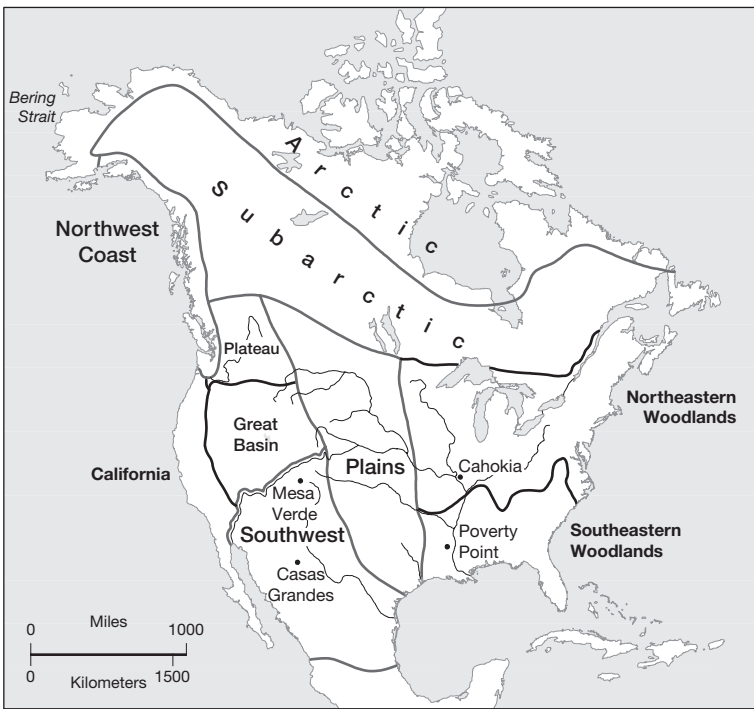 Bering
Strait
Arctic
Subarctic
Northwest
Coast
Plateau
Great
Basin
California
Plains
Northeastern
Woodlands
Cahokia
Mesa
Verde
Southwest
Poverty
Point
Southeastern
Woodlands
Casas
Grandes
0 Miles 1000
0 Kilometers 1500